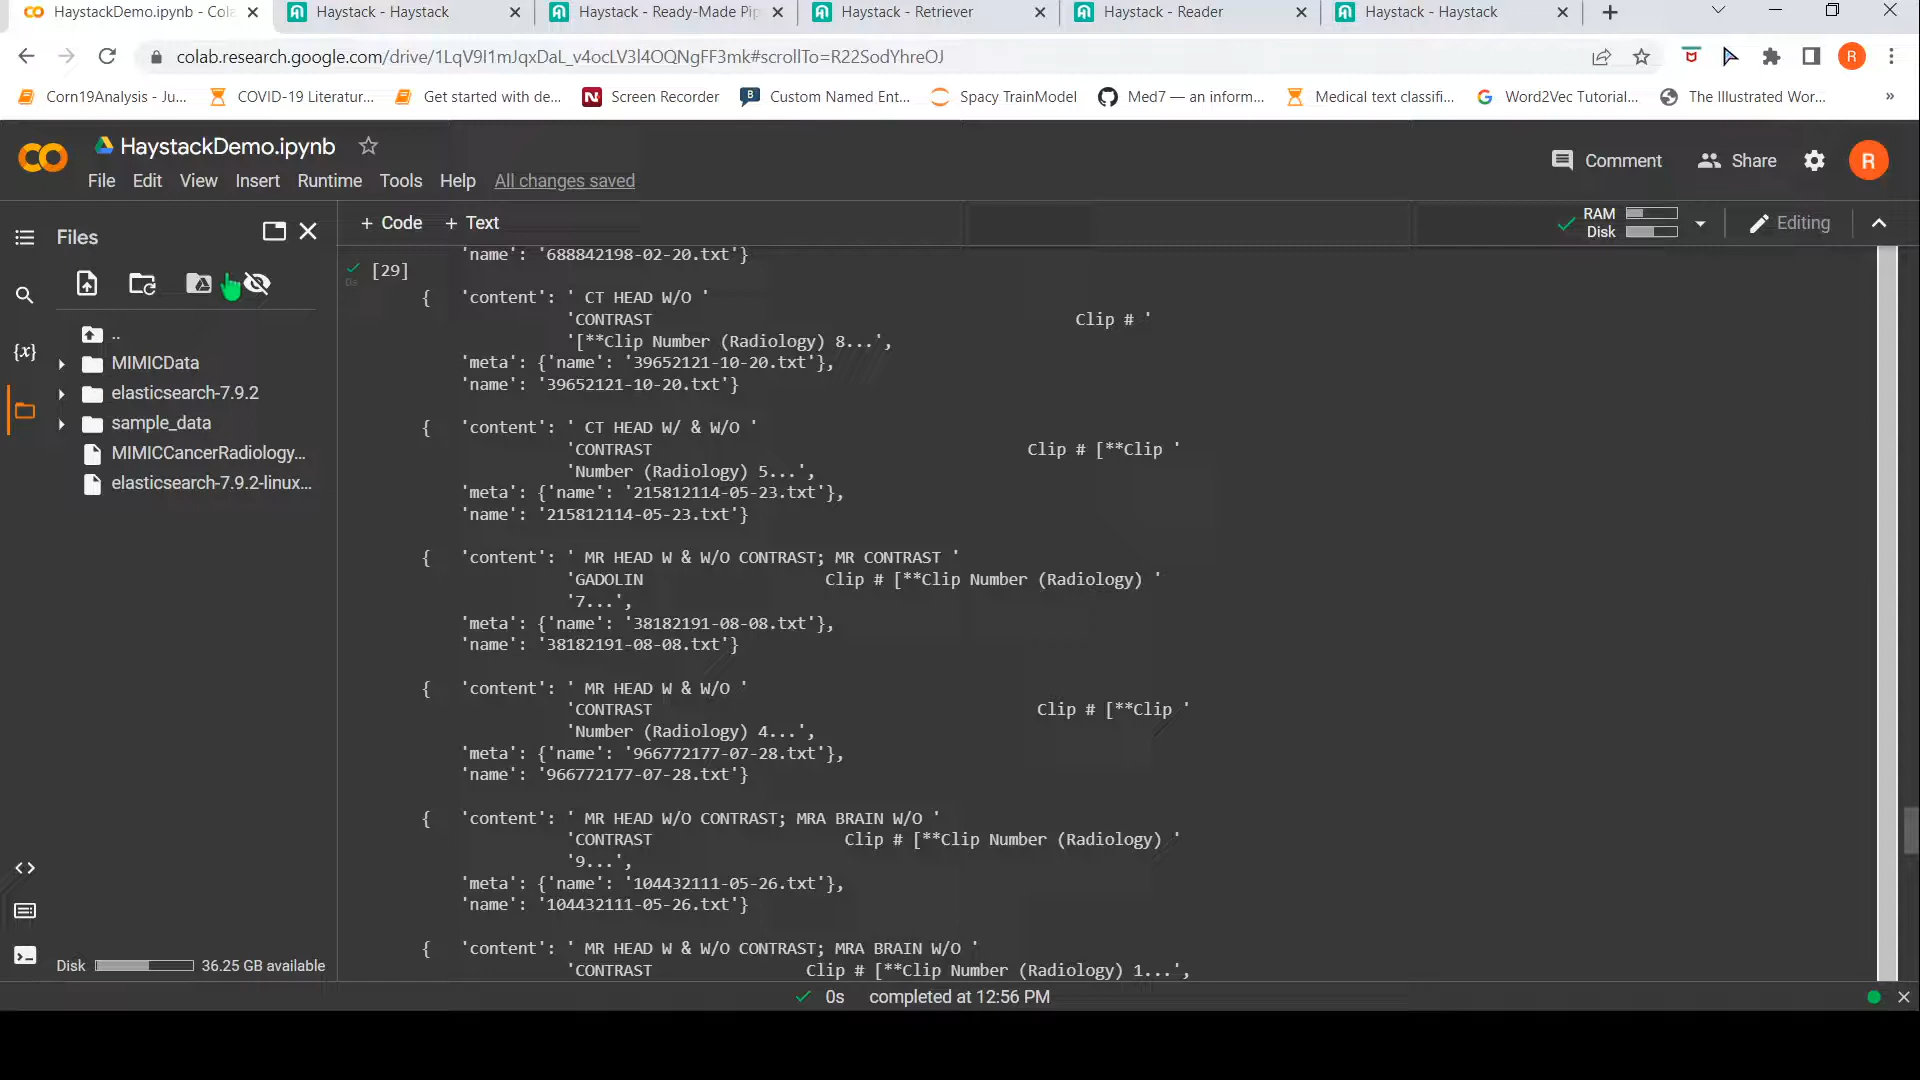 HaystackDemo.ipynb - Cola
Haystack - Haystack
Haystack - Ready-Made Pip
Haystack - Retriever
Haystack - Reader
Haystack - Haystack
colab.research.google.com/drive/1LqV9I1mJqxDaL_v4ocLV3l4OQNgFF3mk#scrollTo=R22SodYhreOJ
R
Corn19Analysis - Ju...
COVID-19 Literatur...
Get started with de...
Screen Recorder
Custom Named Ent...
Spacy TrainModel
Med7 — an inform...
Medical text classifi...
Word2Vec Tutorial...
The Illustrated Wor...
»
HaystackDemo.ipynb
Comment
Share
R
File Edit View Insert Runtime Tools Help All changes saved
Files
+ Code + Text
RAM
Disk
Editing
..
MIMICData
elasticsearch-7.9.2
sample_data
MIMICCancerRadiology...
elasticsearch-7.9.2-linux...
{x}
Disk 36.25 GB available
'name': '688842198-02-20.txt'}
[29]
0s
{ 'content': ' CT HEAD W/O '
'CONTRAST Clip # '
'[**Clip Number (Radiology) 8...',
'meta': {'name': '39652121-10-20.txt'},
'name': '39652121-10-20.txt'}
{ 'content': ' CT HEAD W/ & W/O '
'CONTRAST Clip # [**Clip '
'Number (Radiology) 5...',
'meta': {'name': '215812114-05-23.txt'},
'name': '215812114-05-23.txt'}
{ 'content': ' MR HEAD W & W/O CONTRAST; MR CONTRAST '
'GADOLIN Clip # [**Clip Number (Radiology) '
'7...',
'meta': {'name': '38182191-08-08.txt'},
'name': '38182191-08-08.txt'}
{ 'content': ' MR HEAD W & W/O '
'CONTRAST Clip # [**Clip '
'Number (Radiology) 4...',
'meta': {'name': '966772177-07-28.txt'},
'name': '966772177-07-28.txt'}
{ 'content': ' MR HEAD W/O CONTRAST; MRA BRAIN W/O '
'CONTRAST Clip # [**Clip Number (Radiology) '
'9...',
'meta': {'name': '104432111-05-26.txt'},
'name': '104432111-05-26.txt'}
{ 'content': ' MR HEAD W & W/O CONTRAST; MRA BRAIN W/O '
'CONTRAST Clip # [**Clip Number (Radiology) 1...',
0s completed at 12:56 PM